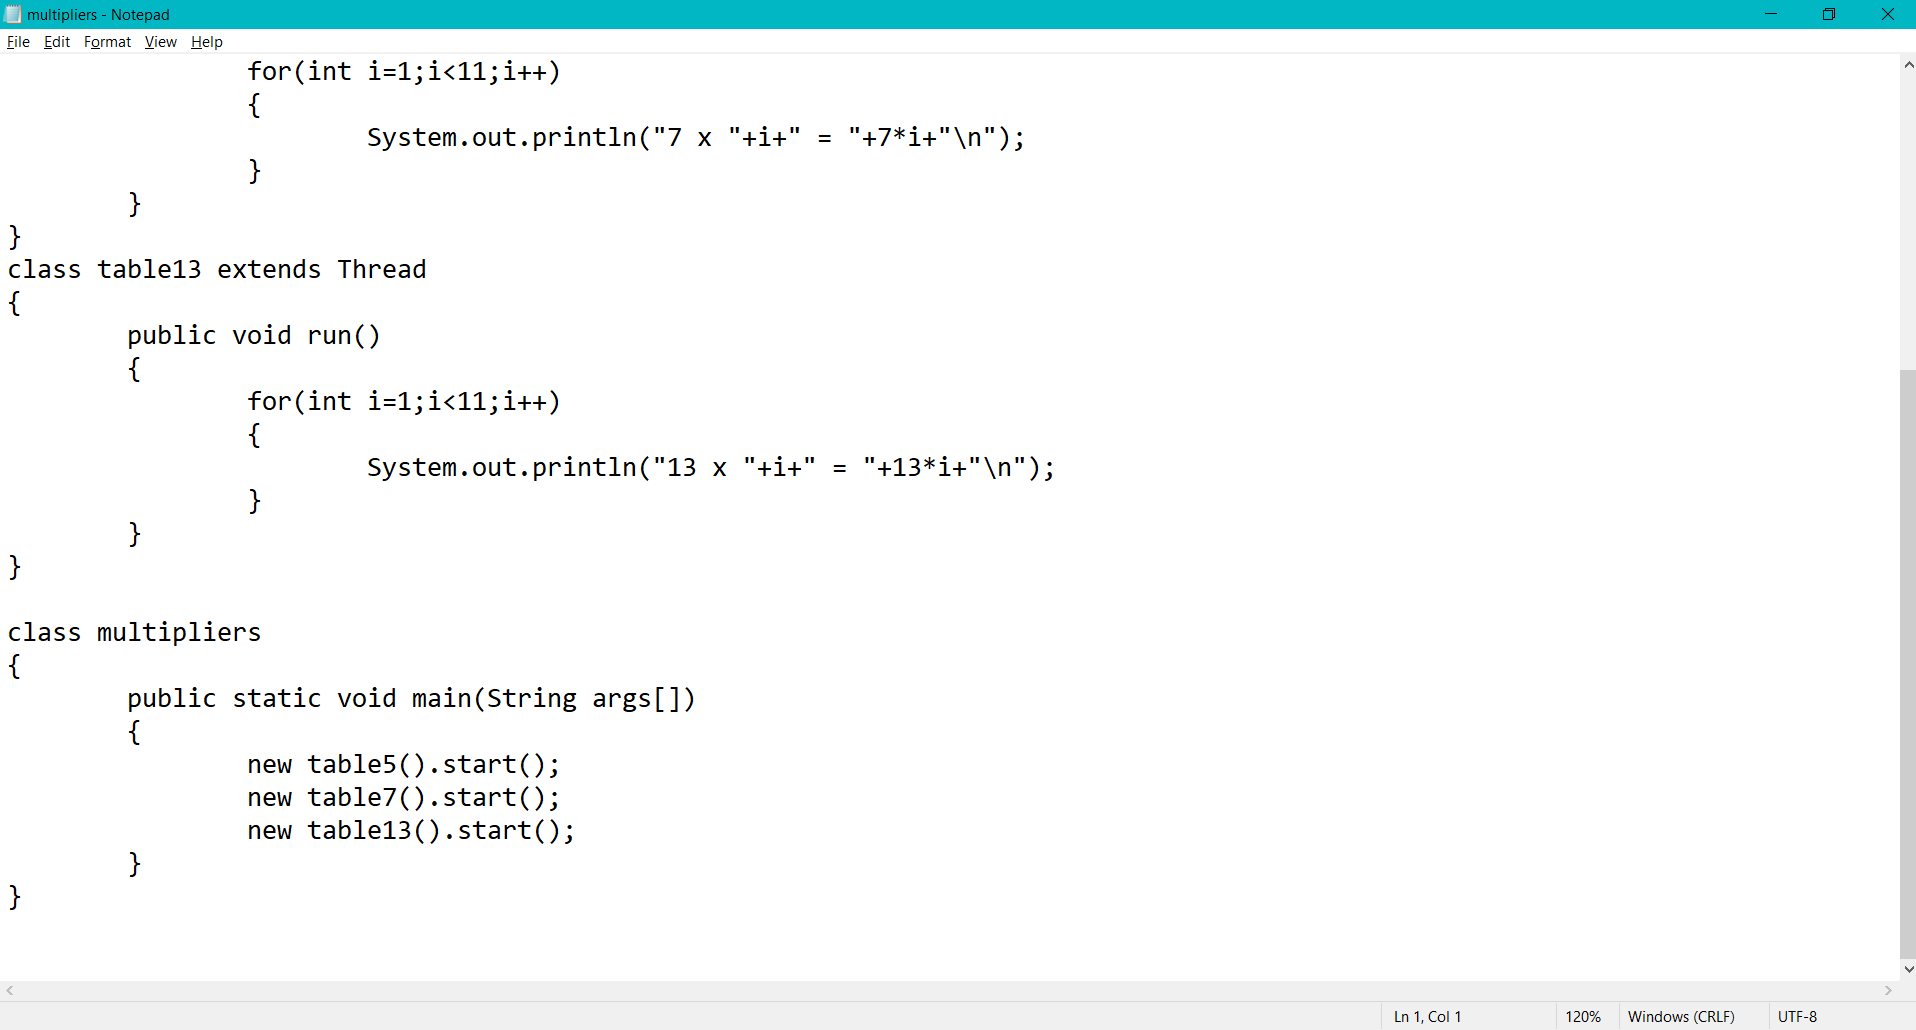 multipliers - Notepad
File Edit Format View Help
for(int i=1;i<11;i++)
{
System.out.println("7 x "+i+" = "+7*i+"\n");
}
}
}
class table13 extends Thread
{
public void run()
{
for(int i=1;i<11;i++)
{
System.out.println("13 x "+i+" = "+13*i+"\n");
}
}
}
class multipliers
{
public static void main(String args[])
{
new table5().start();
new table7().start();
new table13().start();
}
}
Ln 1, Col 1 120% Windows (CRLF) UTF-8